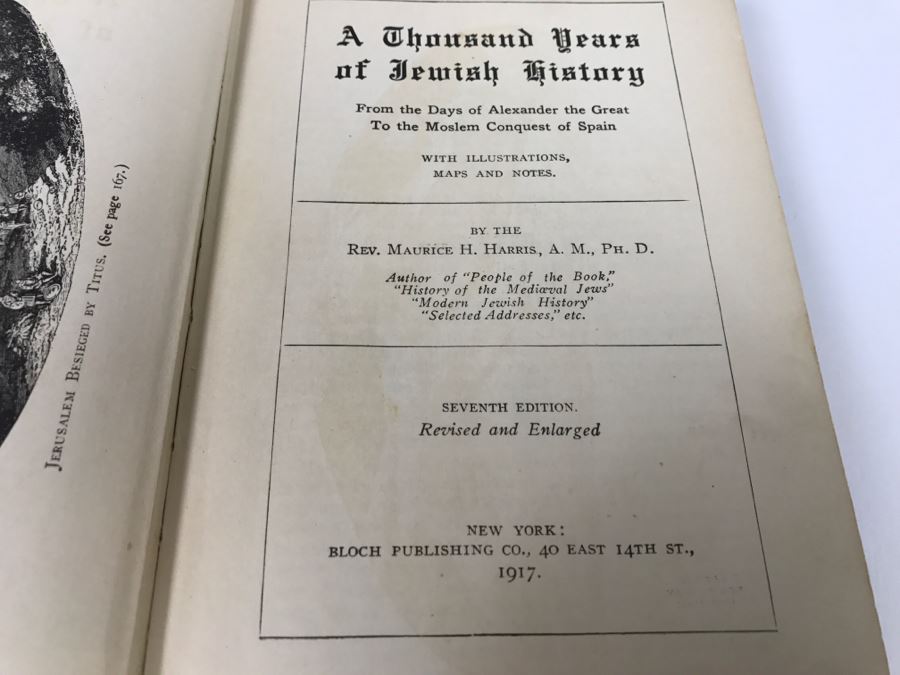 JERUSALEM BESIEGED BY TITUS. (See page 167.)
A Thousand Years
of Jewish History
From the Days of Alexander the Great
To the Moslem Conquest of Spain
WITH ILLUSTRATIONS,
MAPS AND NOTES.
BY THE
REV. MAURICE H. HARRIS, A. M., PH. D.
Author of "People of the Book,"
"History of the Mediæval Jews"
"Modern Jewish History"
"Selected Addresses," etc.
SEVENTH EDITION.
Revised and Enlarged
NEW YORK:
BLOCH PUBLISHING CO., 40 EAST 14TH ST.,
1917.